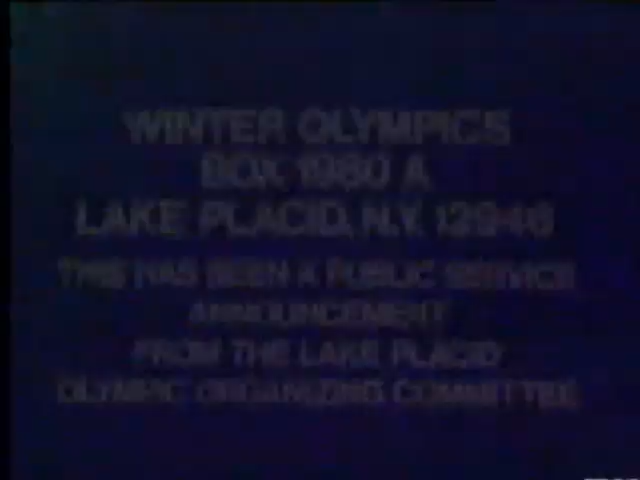 WINTER OLYMPICS
BOX 1980 A
LAKE PLACID, N.Y. 12946
THIS HAS BEEN A PUBLIC SERVICE
ANNOUNCEMENT
FROM THE LAKE PLACID
OLYMPIC ORGANIZING COMMITTEE